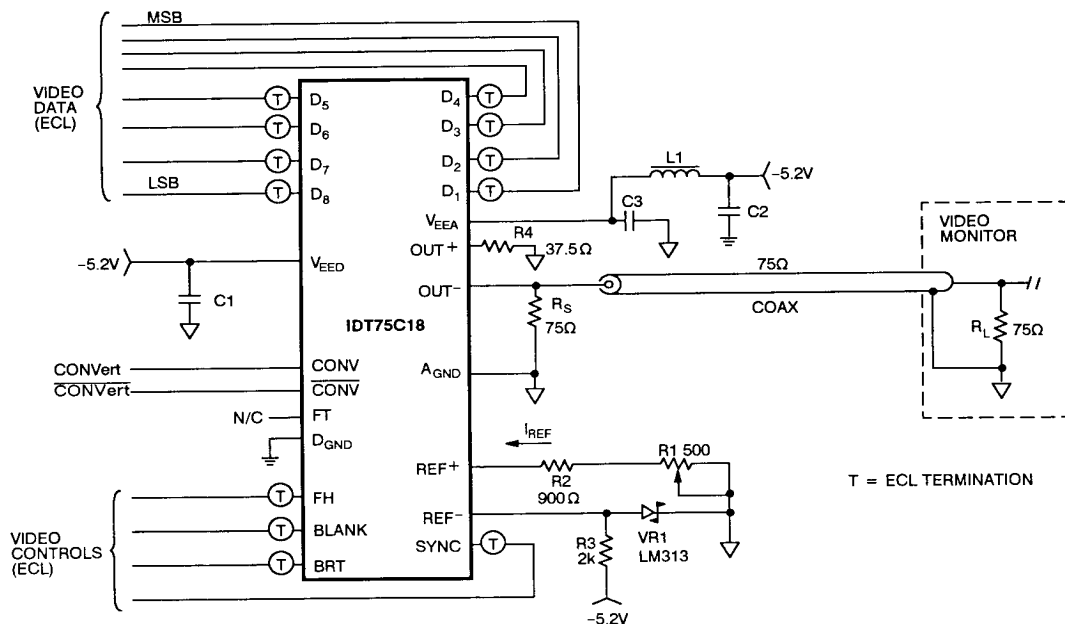 MSB
VIDEO
DATA
(ECL)
LSB
D5
D6
D7
D8
D4
D3
D2
D1
VEEA
OUT+
OUT−
AGND
REF+
REF−
SYNC
VEED
IDT75C18
CONV
CONV
FT
DGND
FH
BLANK
BRT
−5.2V
C1
CONVert
CONVert
N/C
VIDEO
CONTROLS
(ECL)
L1
−5.2V
C3
C2
R4
37.5Ω
RS
75Ω
75Ω
COAX
VIDEO
MONITOR
RL
75Ω
IREF
R2
900Ω
R1 500
R3
2k
VR1
LM313
−5.2V
T = ECL TERMINATION
T
T
T
T
T
T
T
T
T
T
T
T